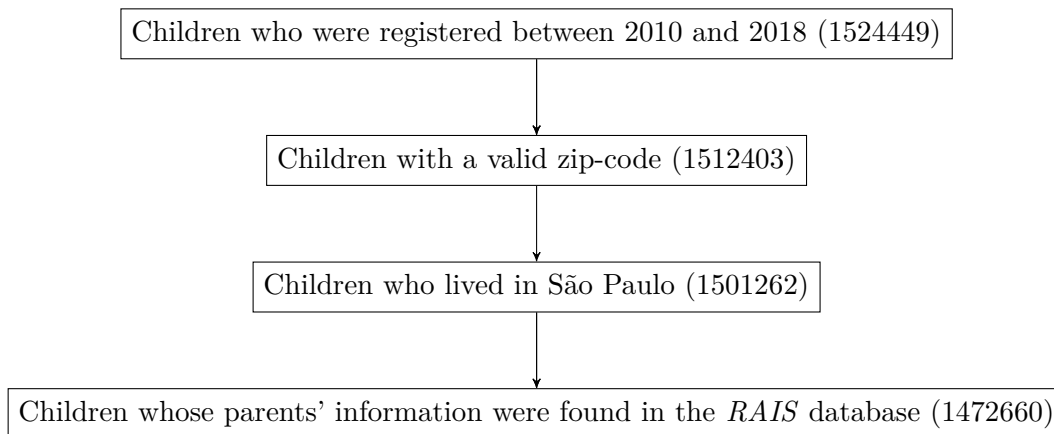 Children who were registered between 2010 and 2018 (1524449)
Children with a valid zip-code (1512403)
Children who lived in São Paulo (1501262)
Children whose parents’ information were found in the RAIS database (1472660)